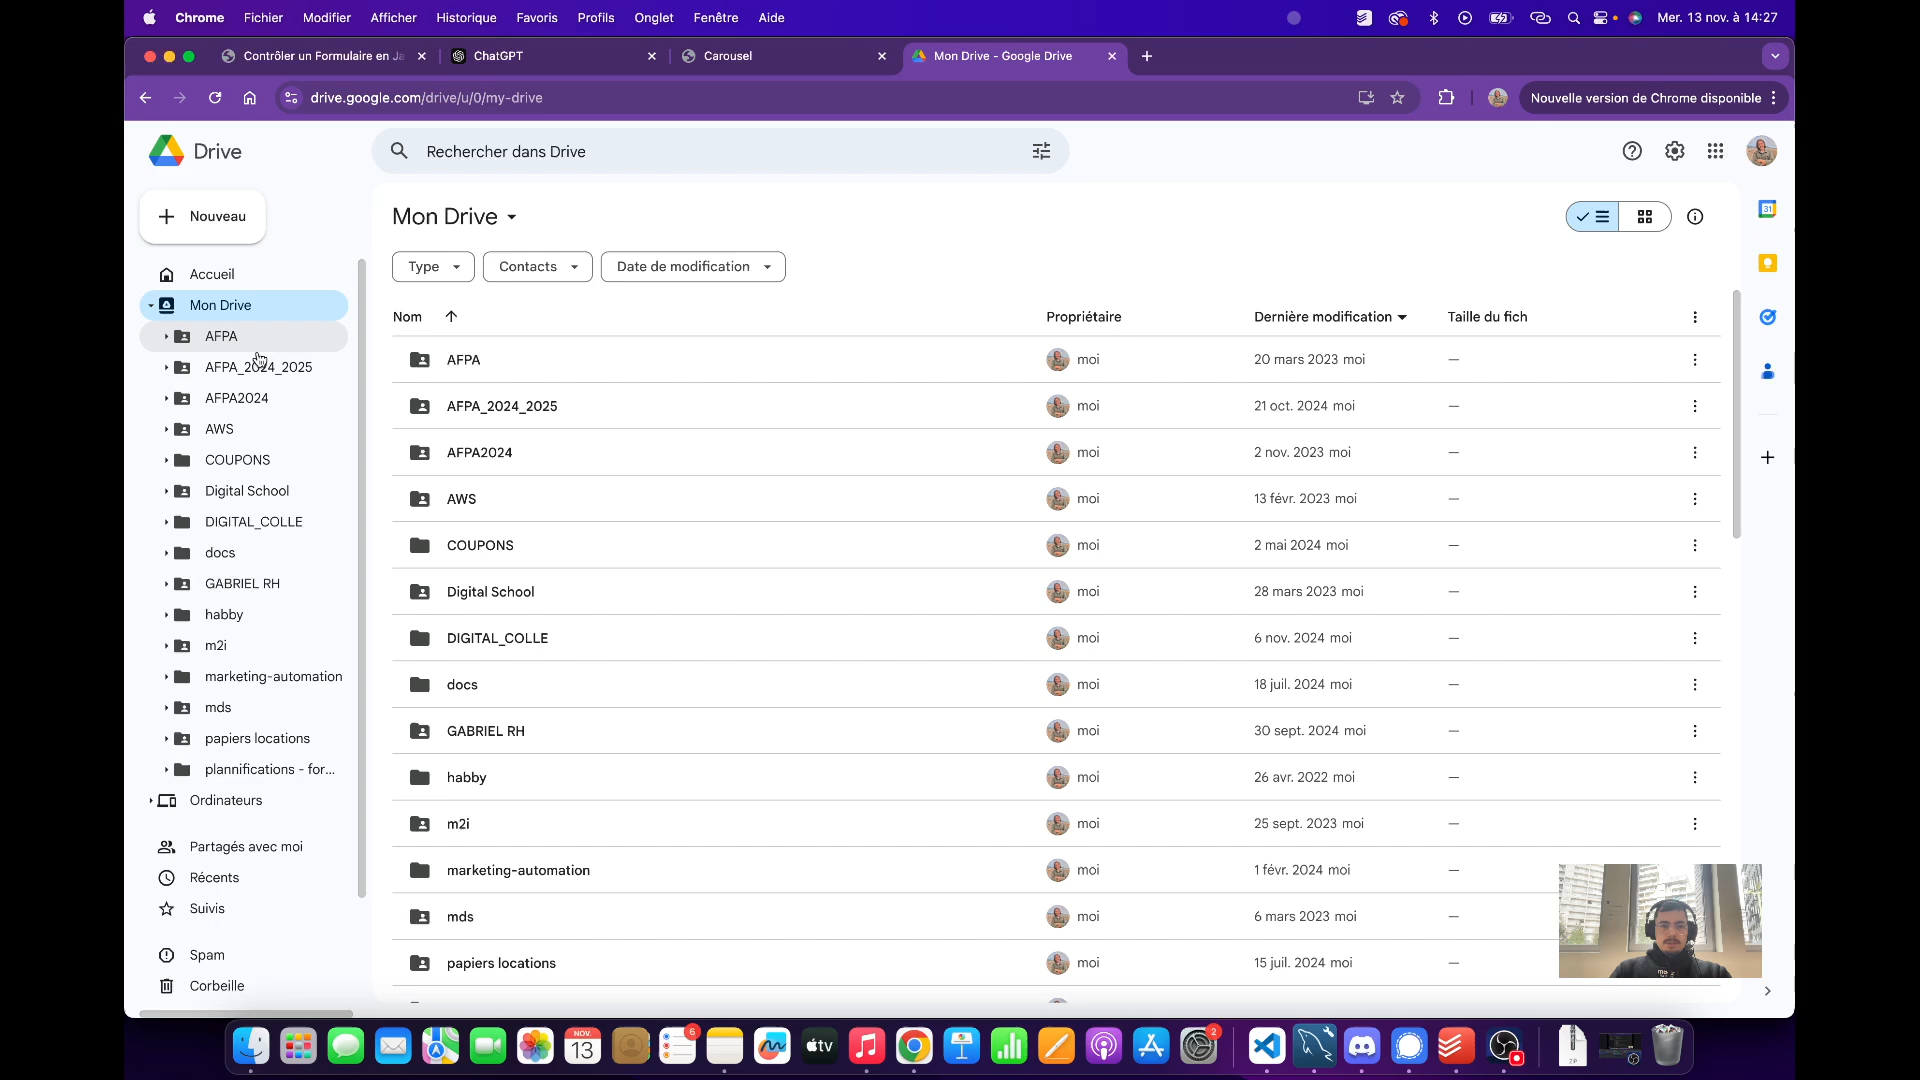 Chrome Fichier Modifier Afficher Historique Favoris Profils Onglet Fenêtre Aide Mer. 13 nov. à 14:27
Contrôler un Formulaire en Ja ChatGPT Carousel Mon Drive - Google Drive
drive.google.com/drive/u/0/my-drive Nouvelle version de Chrome disponible
Drive Rechercher dans Drive
Nouveau
Mon Drive
31
Accueil
Mon Drive
AFPA
AFPA_2024_2025
AFPA2024
AWS
COUPONS
Digital School
DIGITAL_COLLE
docs
GABRIEL RH
habby
m2i
marketing-automation
mds
papiers locations
plannifications - for...
Ordinateurs
Partagés avec moi
Récents
Suivis
Spam
Corbeille
Type Contacts Date de modification
Nom Propriétaire Dernière modification Taille du fich
AFPA moi 20 mars 2023 moi —
AFPA_2024_2025 moi 21 oct. 2024 moi —
AFPA2024 moi 2 nov. 2023 moi —
AWS moi 13 févr. 2023 moi —
COUPONS moi 2 mai 2024 moi —
Digital School moi 28 mars 2023 moi —
DIGITAL_COLLE moi 6 nov. 2024 moi —
docs moi 18 juil. 2024 moi —
GABRIEL RH moi 30 sept. 2024 moi —
habby moi 26 avr. 2022 moi —
m2i moi 25 sept. 2023 moi —
marketing-automation moi 1 févr. 2024 moi —
mds moi 6 mars 2023 moi —
papiers locations moi 15 juil. 2024 moi —
NOV. 13 6 tv 2 ZIP